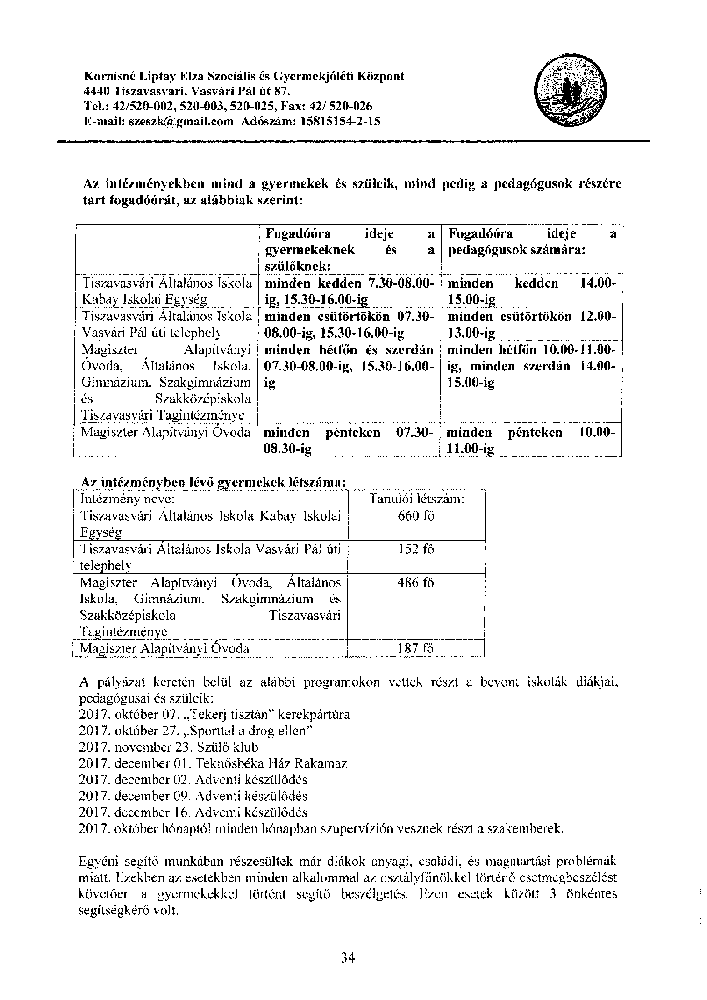 Kornisné Liptay Elza Szociális és Gyermekjóléti Központ
4440 Tiszavasvári, Vasvári Pál út 87.
Tel.: 42/520-002, 520-003, 520-025, Fax: 42/ 520-026
E-mail: szeszk@gmail.com Adószám: 15815154-2-15
Az intézményekben mind a gyermekek és szüleik, mind pedig a pedagógusok részére
tart fogadóórát, az alábbiak szerint:
Fogadóóra ideje a
gyermekeknek és a
szülőknek:
Fogadóóra ideje a
pedagógusok számára:
Tiszavasvári Általános Iskola
Kabay Iskolai Egység
minden kedden 7.30-08.00-
ig, 15.30-16.00-ig
minden kedden 14.00-
15.00-ig
Tiszavasvári Általános Iskola
Vasvári Pál úti telephely
minden csütörtökön 07.30-
08.00-ig, 15.30-16.00-ig
minden csütörtökön 12.00-
13.00-ig
Magiszter Alapítványi
Óvoda, Általános Iskola,
Gimnázium, Szakgimnázium
és Szakközépiskola
Tiszavasvári Tagintézménye
minden hétfőn és szerdán
07.30-08.00-ig, 15.30-16.00-
ig
minden hétfőn 10.00-11.00-
ig, minden szerdán 14.00-
15.00-ig
Magiszter Alapítványi Óvoda
minden pénteken 07.30-
08.30-ig
minden pénteken 10.00-
11.00-ig
Az intézményben lévő gyermekek létszáma:
Intézmény neve:
Tanulói létszám:
Tiszavasvári Általános Iskola Kabay Iskolai
Egység
660 fő
Tiszavasvári Általános Iskola Vasvári Pál úti
telephely
152 fő
Magiszter Alapítványi Óvoda, Általános
Iskola, Gimnázium, Szakgimnázium és
Szakközépiskola Tiszavasvári
Tagintézménye
486 fő
Magiszter Alapítványi Óvoda
187 fő
A pályázat keretén belül az alábbi programokon vettek részt a bevont iskolák diákjai,
pedagógusai és szüleik:
2017. október 07. „Tekerj tisztán” kerékpártúra
2017. október 27. „Sporttal a drog ellen”
2017. november 23. Szülő klub
2017. december 01. Teknősbéka Ház Rakamaz
2017. december 02. Adventi készülődés
2017. december 09. Adventi készülődés
2017. december 16. Adventi készülődés
2017. október hónaptól minden hónapban szupervízión vesznek részt a szakemberek.
Egyéni segítő munkában részesültek már diákok anyagi, családi, és magatartási problémák
miatt. Ezekben az esetekben minden alkalommal az osztályfőnökkel történő esetmegbeszélést
követően a gyermekekkel történt segítő beszélgetés. Ezen esetek között 3 önkéntes
segítségkérő volt.
34